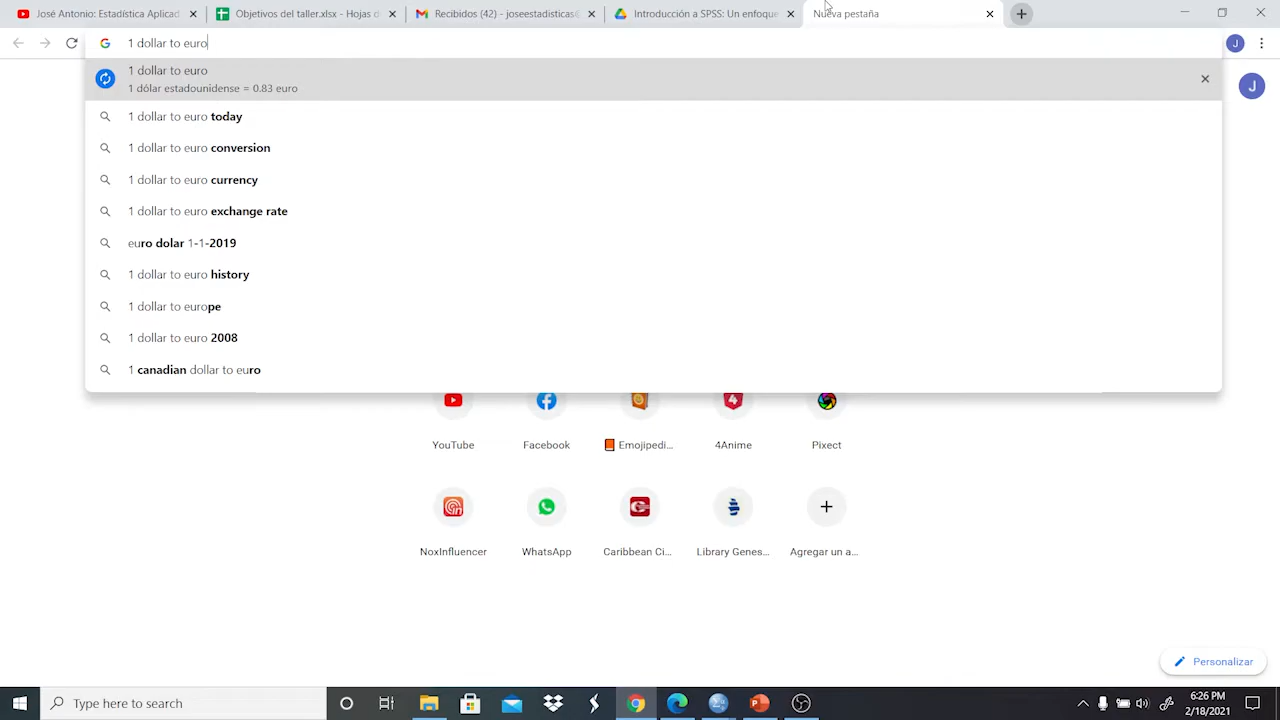 José Antonio: Estadística Aplicad
Objetivos del taller.xlsx - Hojas d
Recibidos (42) - joseestadisticas@
Introducción a SPSS: Un enfoque
Nueva pestaña
1 dollar to euro
J
1 dollar to euro
1 dólar estadounidense = 0.83 euro
J
1 dollar to euro today
1 dollar to euro conversion
1 dollar to euro currency
1 dollar to euro exchange rate
euro dolar 1-1-2019
1 dollar to euro history
1 dollar to europe
1 dollar to euro 2008
1 canadian dollar to euro
YouTube
Facebook
Emojipedi...
4Anime
Pixect
NoxInfluencer
WhatsApp
Caribbean Ci...
Library Genes...
Agregar un a...
Personalizar
Type here to search
6:26 PM
2/18/2021